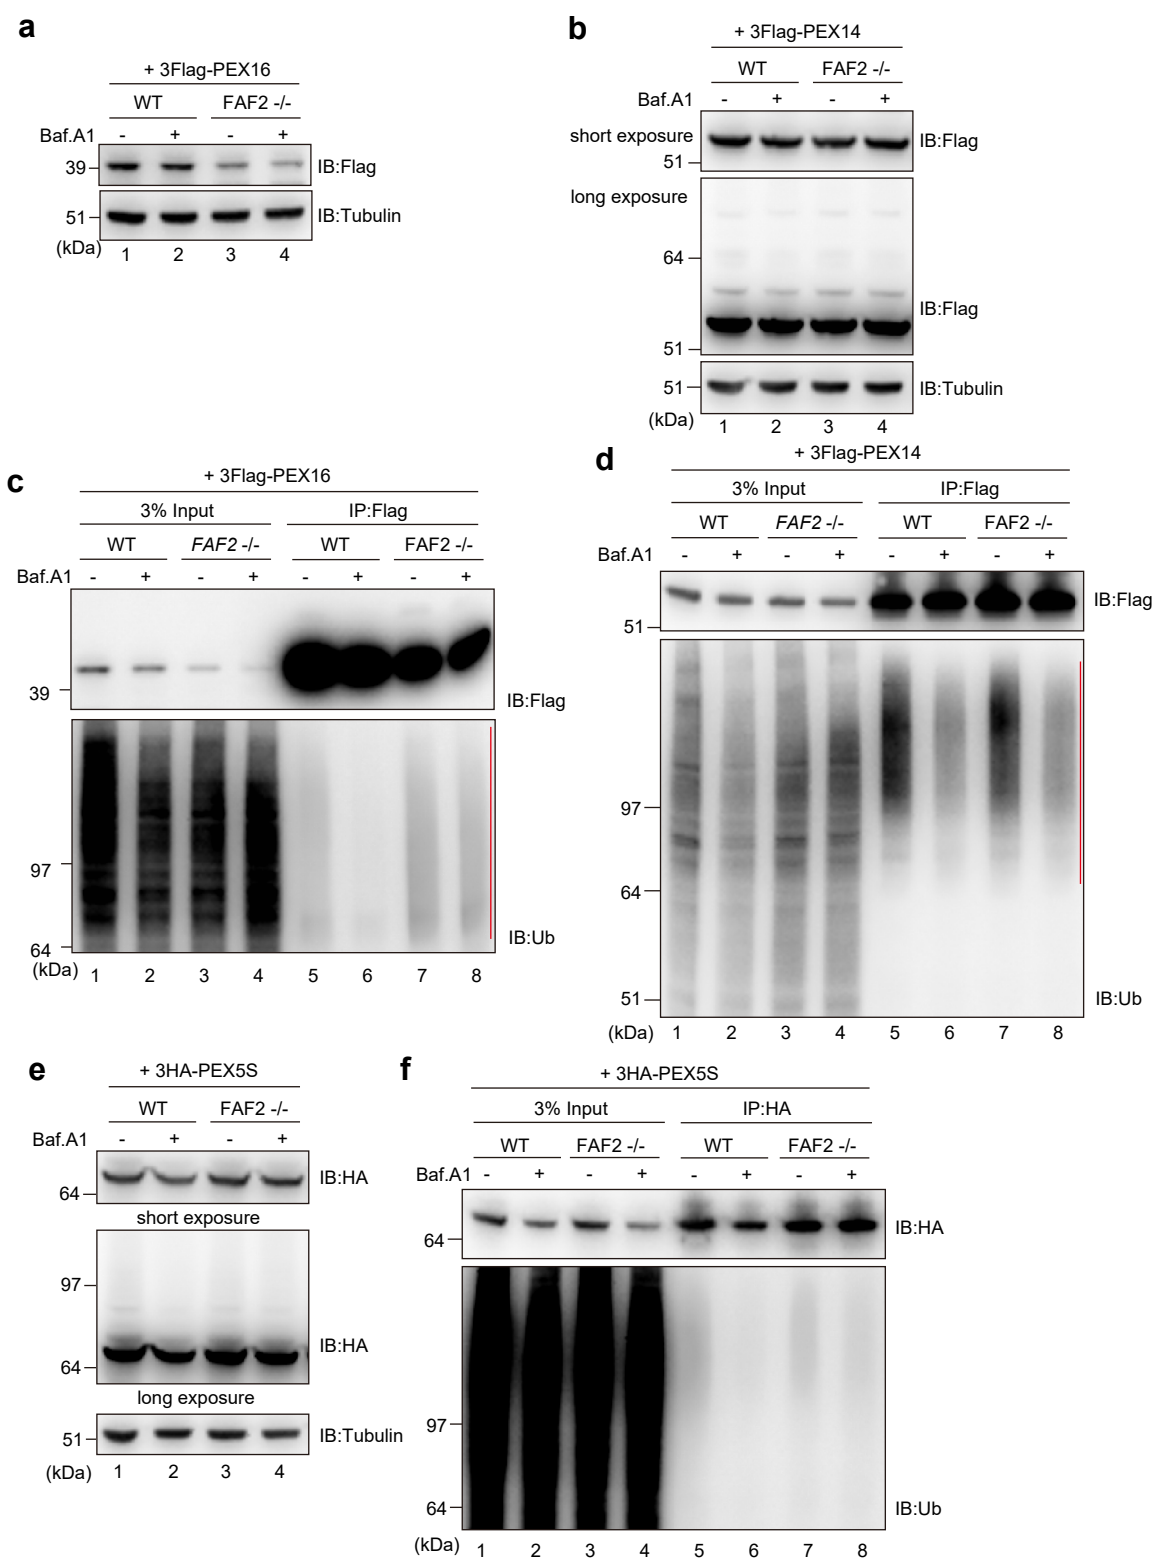 a
+ 3Flag-PEX16
WT FAF2 -/-
Baf.A1 - + - +
39 IB:Flag
51 IB:Tubulin
(kDa) 1 2 3 4
b
+ 3Flag-PEX14
WT FAF2 -/-
Baf.A1 - + - +
short exposure IB:Flag
51
long exposure
64
IB:Flag
51
51 IB:Tubulin
(kDa) 1 2 3 4
c
+ 3Flag-PEX16
3% Input IP:Flag
WT FAF2 -/- WT FAF2 -/-
Baf.A1 - + - + - + - +
39
IB:Flag
97
IB:Ub
64
(kDa) 1 2 3 4 5 6 7 8
d
+ 3Flag-PEX14
3% Input IP:Flag
WT FAF2 -/- WT FAF2 -/-
Baf.A1 - + - + - + - +
IB:Flag
51
97
64
51 IB:Ub
(kDa) 1 2 3 4 5 6 7 8
e
+ 3HA-PEX5S
WT FAF2 -/-
Baf.A1 - + - +
IB:HA
64
short exposure
97
IB:HA
64
long exposure
51 IB:Tubulin
(kDa) 1 2 3 4
f
+ 3HA-PEX5S
3% Input IP:HA
WT FAF2 -/- WT FAF2 -/-
Baf.A1 - + - + - + - +
IB:HA
64
97
64 IB:Ub
(kDa) 1 2 3 4 5 6 7 8